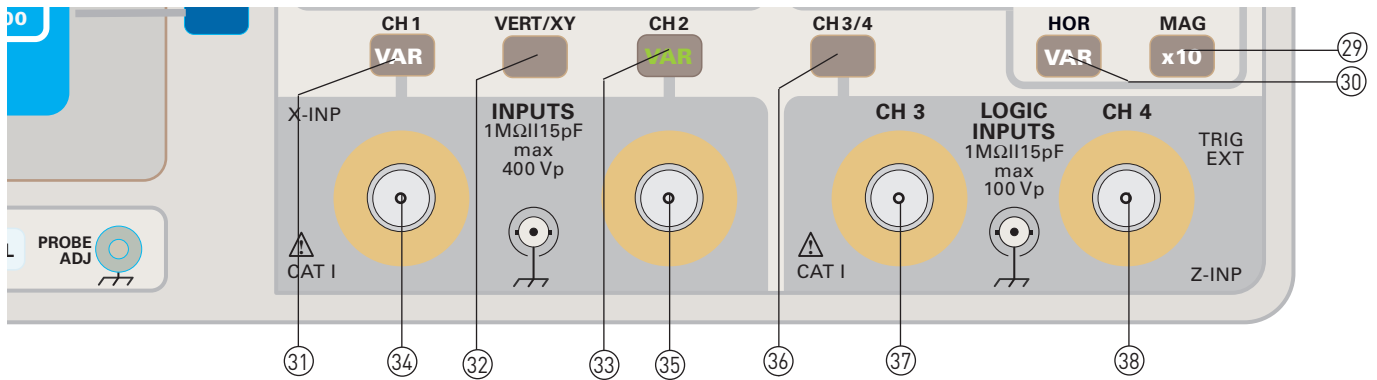 00
CH 1
VERT/XY
CH 2
CH 3/4
HOR
MAG
VAR
VAR
VAR
x10
29
30
X-INP
INPUTS
1MΩII15pF
max
400 Vp
CH 3
LOGIC
INPUTS
1MΩII15pF
max
100 Vp
CH 4
TRIG
EXT
L
PROBE
ADJ
CAT I
CAT I
Z-INP
31
34
32
33
35
36
37
38